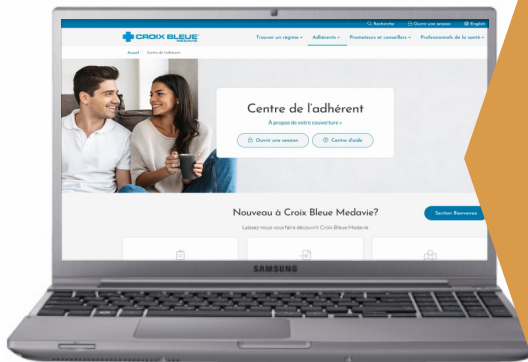 Recherche
Ouvrir une session
English
CROIX BLEUE
MEDAVIE
Trouver un régime
Adhérents
Promoteurs et conseillers
Professionnels de la santé
Accueil
Centre de l'adhérent
Centre de l'adhérent
À propos de votre couverture
Ouvrir une session
Centre d'aide
Nouveau à Croix Bleue Medavie?
Section Bienvenue
Laissez-nous vous faire découvrir Croix Bleue Medavie
SAMSUNG